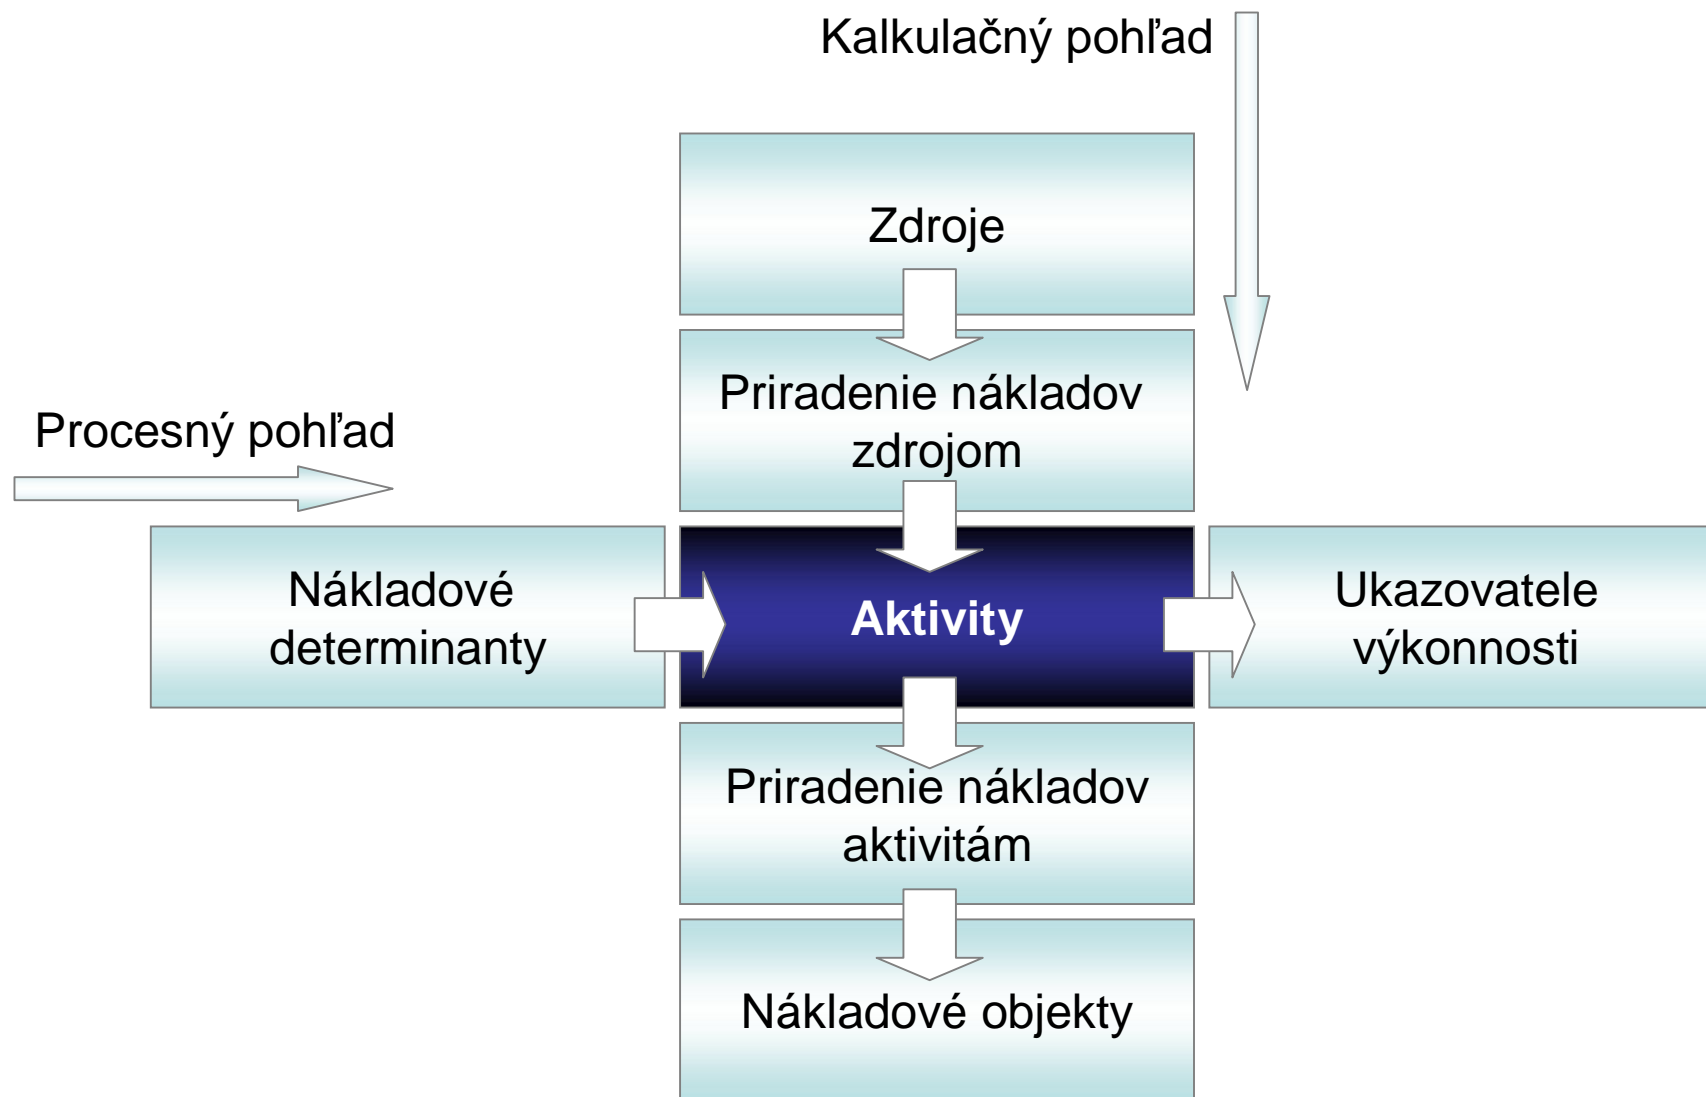 Kalkulačný pohľad
Zdroje
Priradenie nákladov
zdrojom
Procesný pohľad
Nákladové
determinanty
Aktivity
Ukazovatele
výkonnosti
Priradenie nákladov
aktivitám
Nákladové objekty